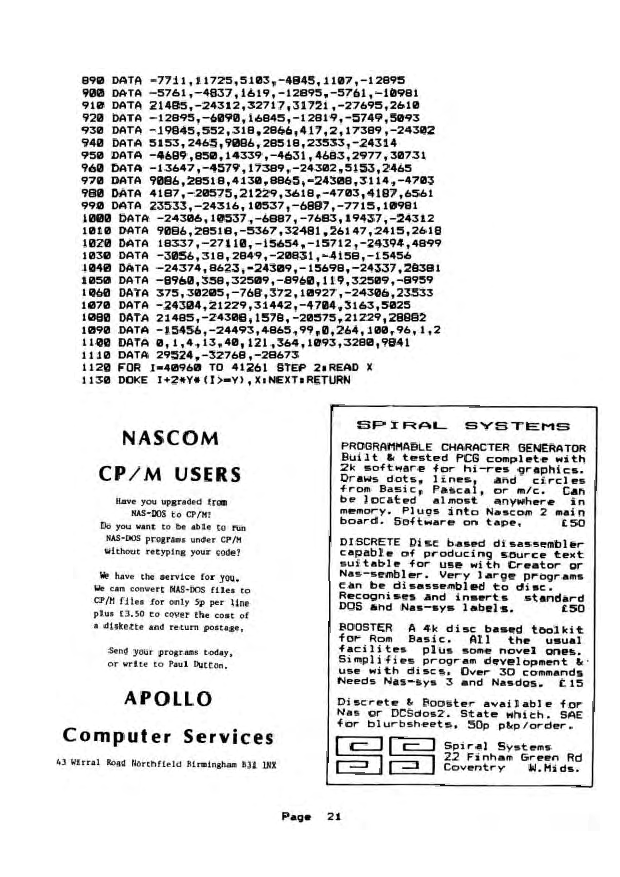 890 DATA -7711,11725,5103,-4845,1107,-12895
900 DATA -5761,-4837,1619,-12895,-5761,-10981
910 DATA 21485,-24312,32717,31721,-27695,2610
920 DATA -12895,-6090,16845,-12819,-5749,5093
930 DATA -19845,552,318,2866,417,2,17389,-24302
940 DATA 5153,2465,9086,28518,23533,-24314
950 DATA -4689,850,14339,-4631,4683,2977,30731
960 DATA -13647,-4579,17389,-24302,5153,2465
970 DATA 9086,28518,4130,8865,-24308,3114,-4703
980 DATA 4187,-20575,21229,3618,-4703,4187,6561
990 DATA 23533,-24316,10537,-6887,-7715,10981
1000 DATA -24306,10537,-6887,-7683,19437,-24312
1010 DATA 9086,28518,-5367,32481,26147,2415,2618
1020 DATA 18337,-27110,-15654,-15712,-24394,4899
1030 DATA -3056,318,2849,-20831,-4158,-15456
1040 DATA -24374,8623,-24309,-15698,-24337,28381
1050 DATA -8960,358,32509,-8960,119,32509,-8959
1060 DATA 375,30205,-768,372,10927,-24306,23533
1070 DATA -24304,21229,31442,-4704,3163,5025
1080 DATA 21485,-24308,1578,-20575,21229,28882
1090 DATA -15456,-24493,4865,99,0,264,100,96,1,2
1100 DATA 0,1,4,13,40,121,364,1093,3280,9841
1110 DATA 29524,-32768,-28673
1120 FOR I=40960 TO 41261 STEP 2:READ X
1130 DOKE I+2*Y*(I>=Y),X:NEXT:RETURN
NASCOM
CP/M USERS
Have you upgraded from
NAS-DOS to CP/M?
Do you want to be able to run
NAS-DOS programs under CP/M
without retyping your code?
We have the service for you.
We can convert NAS-DOS files to
CP/M files for only 5p per line
plus £3.50 to cover the cost of
a diskette and return postage.
Send your programs today,
or write to Paul Dutton.
APOLLO
Computer Services
43 Wirral Road Northfield Birmingham B31 1NX
SPIRAL SYSTEMS
PROGRAMMABLE CHARACTER GENERATOR
Built & tested PCG complete with
2k software for hi-res graphics.
Draws dots, lines, and circles
from Basic, Pascal, or m/c. Can
be located almost anywhere in
memory. Plugs into Nascom 2 main
board. Software on tape. £50
DISCRETE Disc based disassembler
capable of producing source text
suitable for use with Creator or
Nas-sembler. Very large programs
can be disassembled to disc.
Recognises and inserts standard
DOS and Nas-sys labels. £50
BOOSTER A 4k disc based toolkit
for Rom Basic. All the usual
facilites plus some novel ones.
Simplifies program development &
use with discs. Over 30 commands
Needs Nas-sys 3 and Nasdos. £15
Discrete & Booster available for
Nas or DCSdos2. State which. SAE
for blurbsheets. 50p p&p/order.
Spiral Systems
22 Finham Green Rd
Coventry W.Mids.
Page 21